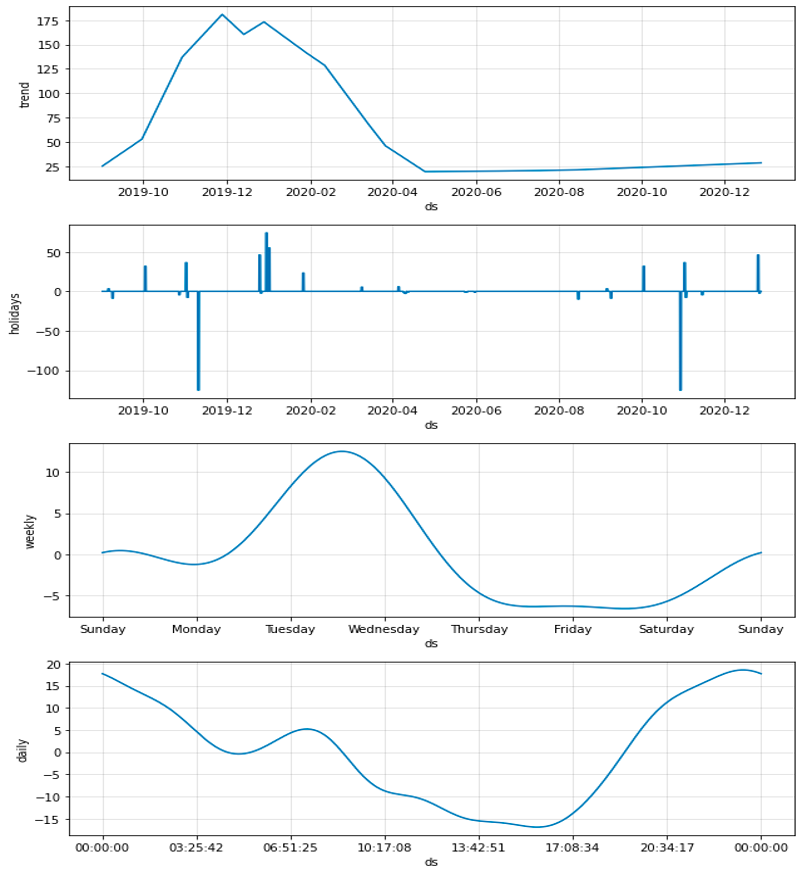 175
150
125
100
75
50
25
trend
2019-10 2019-12 2020-02 2020-04 2020-06 2020-08 2020-10 2020-12
ds
50
0
−50
−100
holidays
2019-10 2019-12 2020-02 2020-04 2020-06 2020-08 2020-10 2020-12
ds
10
5
0
−5
weekly
Sunday Monday Tuesday Wednesday Thursday Friday Saturday Sunday
ds
20
15
10
5
0
−5
−10
−15
daily
00:00:00 03:25:42 06:51:25 10:17:08 13:42:51 17:08:34 20:34:17 00:00:00
ds